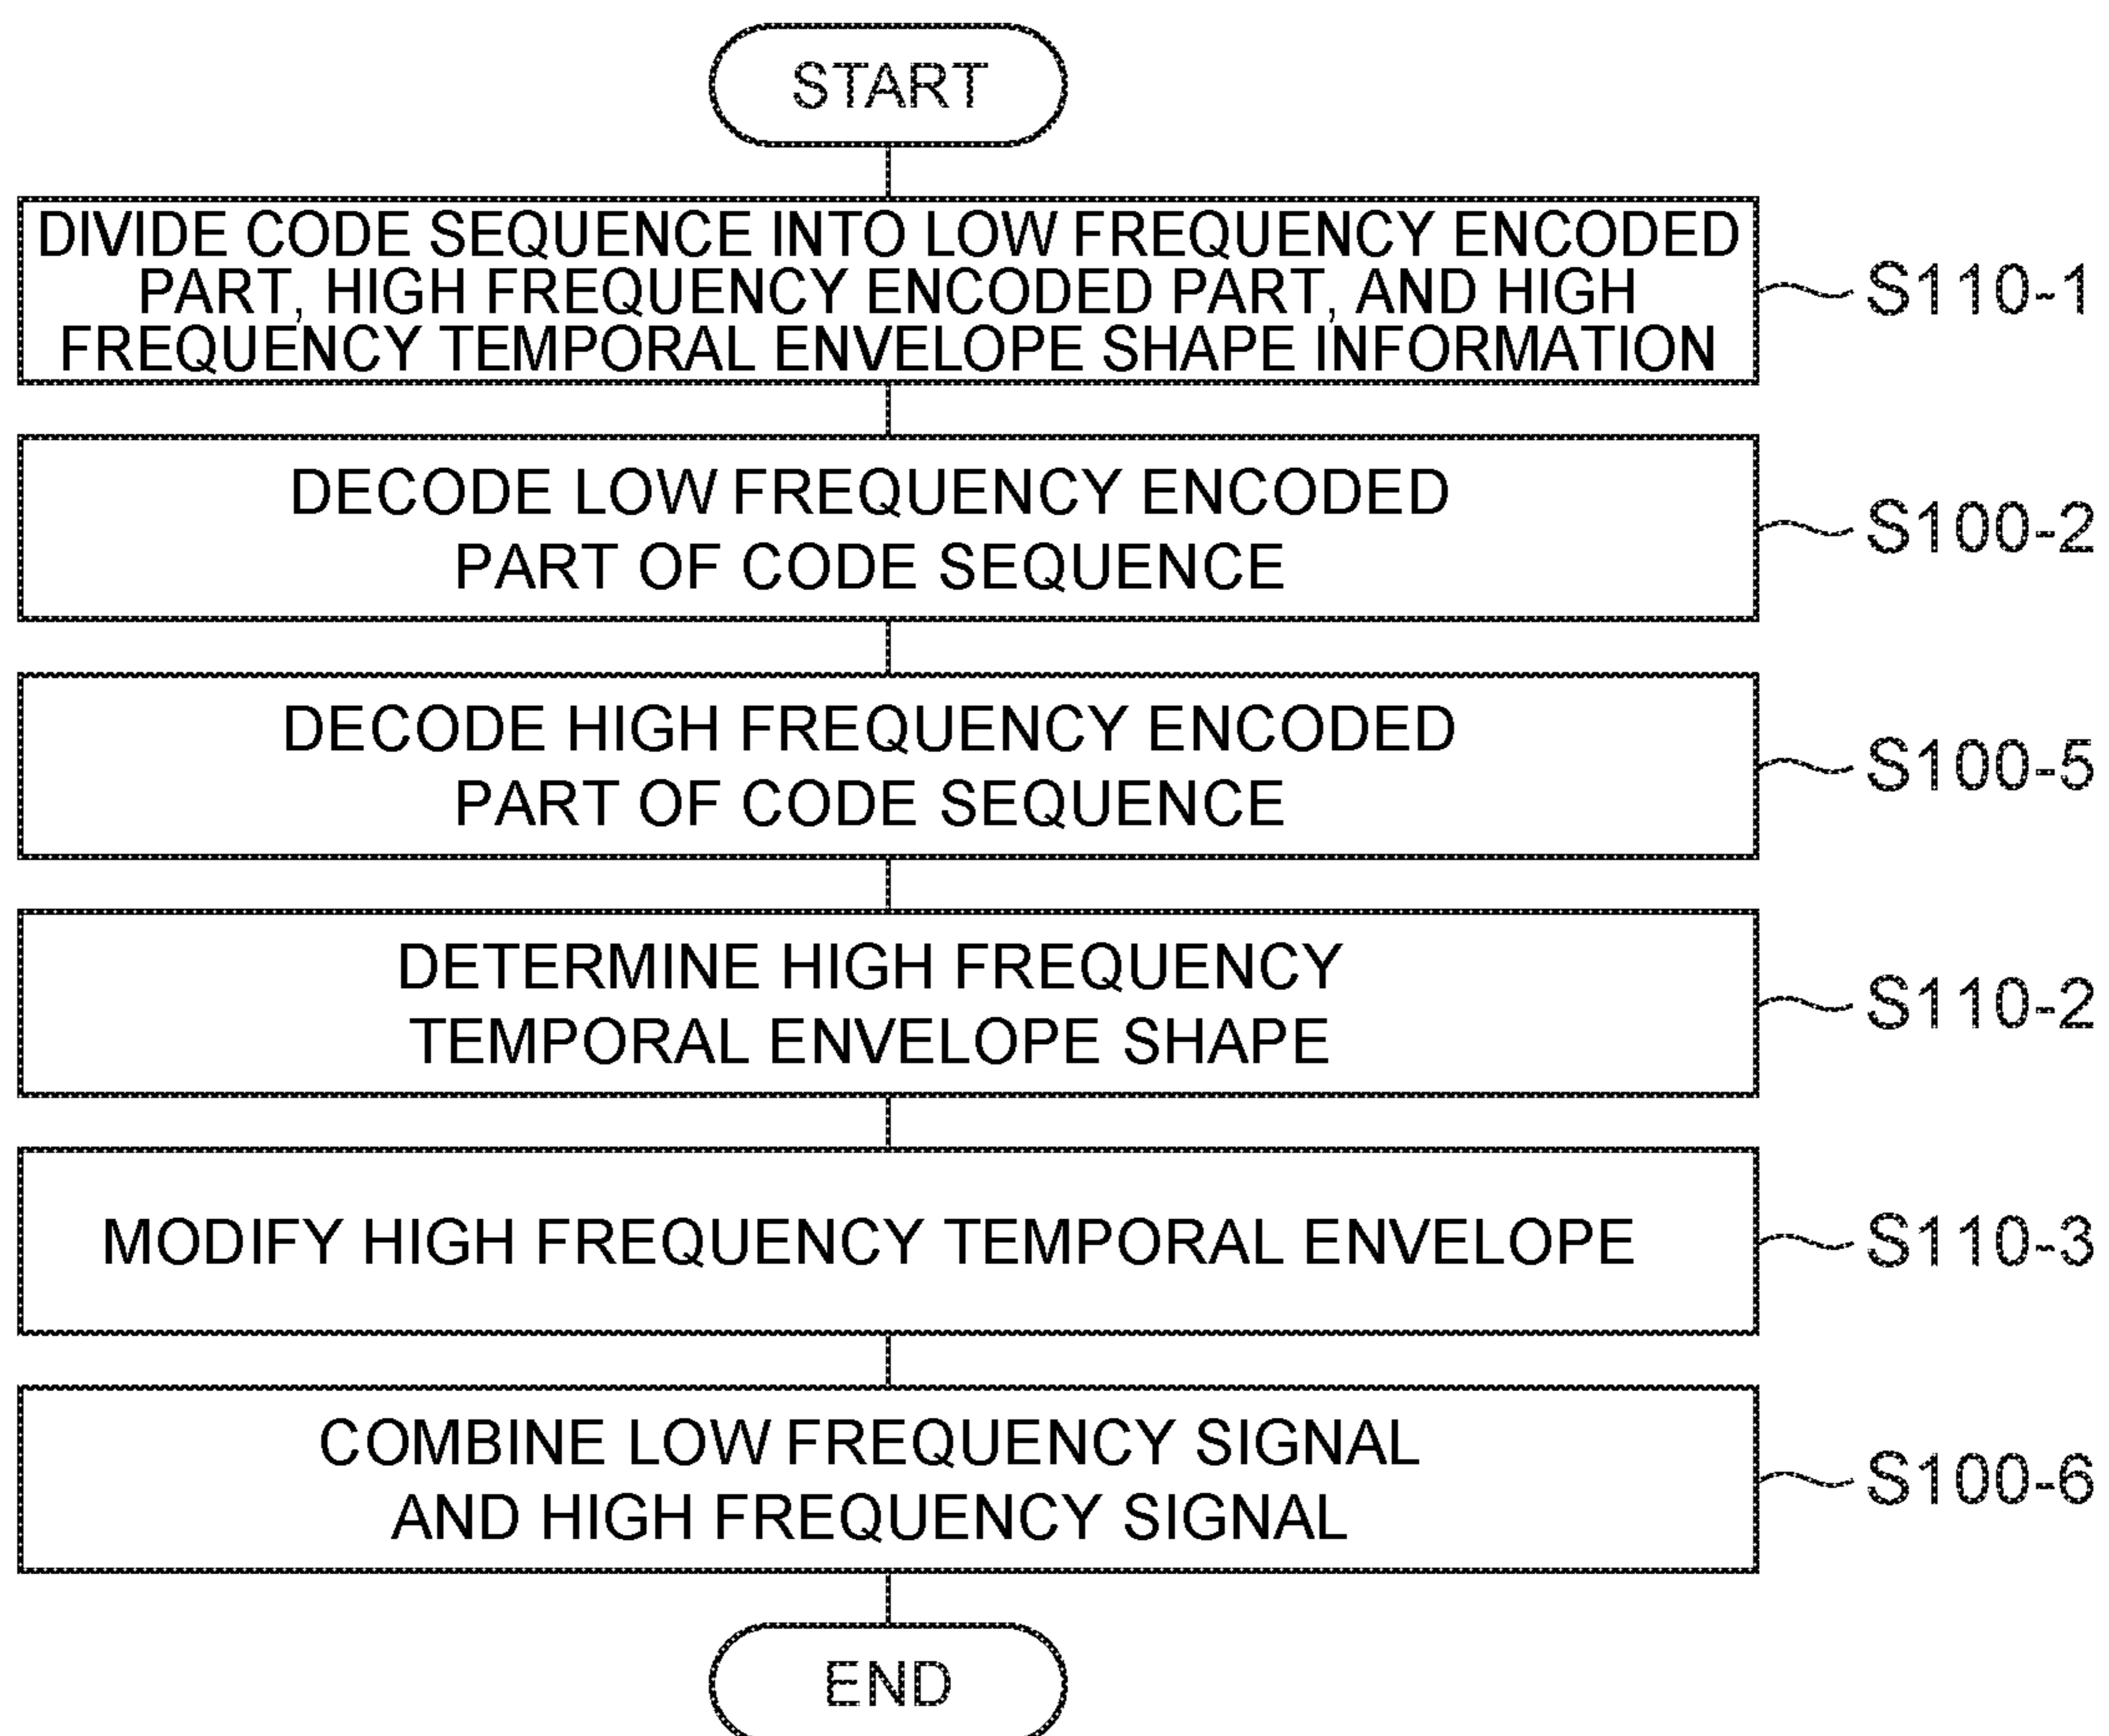 START
DIVIDE CODE SEQUENCE INTO LOW FREQUENCY ENCODED
PART, HIGH FREQUENCY ENCODED PART, AND HIGH
FREQUENCY TEMPORAL ENVELOPE SHAPE INFORMATION
S110-1
DECODE LOW FREQUENCY ENCODED
PART OF CODE SEQUENCE
S100-2
DECODE HIGH FREQUENCY ENCODED
PART OF CODE SEQUENCE
S100-5
DETERMINE HIGH FREQUENCY
TEMPORAL ENVELOPE SHAPE
S110-2
MODIFY HIGH FREQUENCY TEMPORAL ENVELOPE
S110-3
COMBINE LOW FREQUENCY SIGNAL
AND HIGH FREQUENCY SIGNAL
S100-6
END